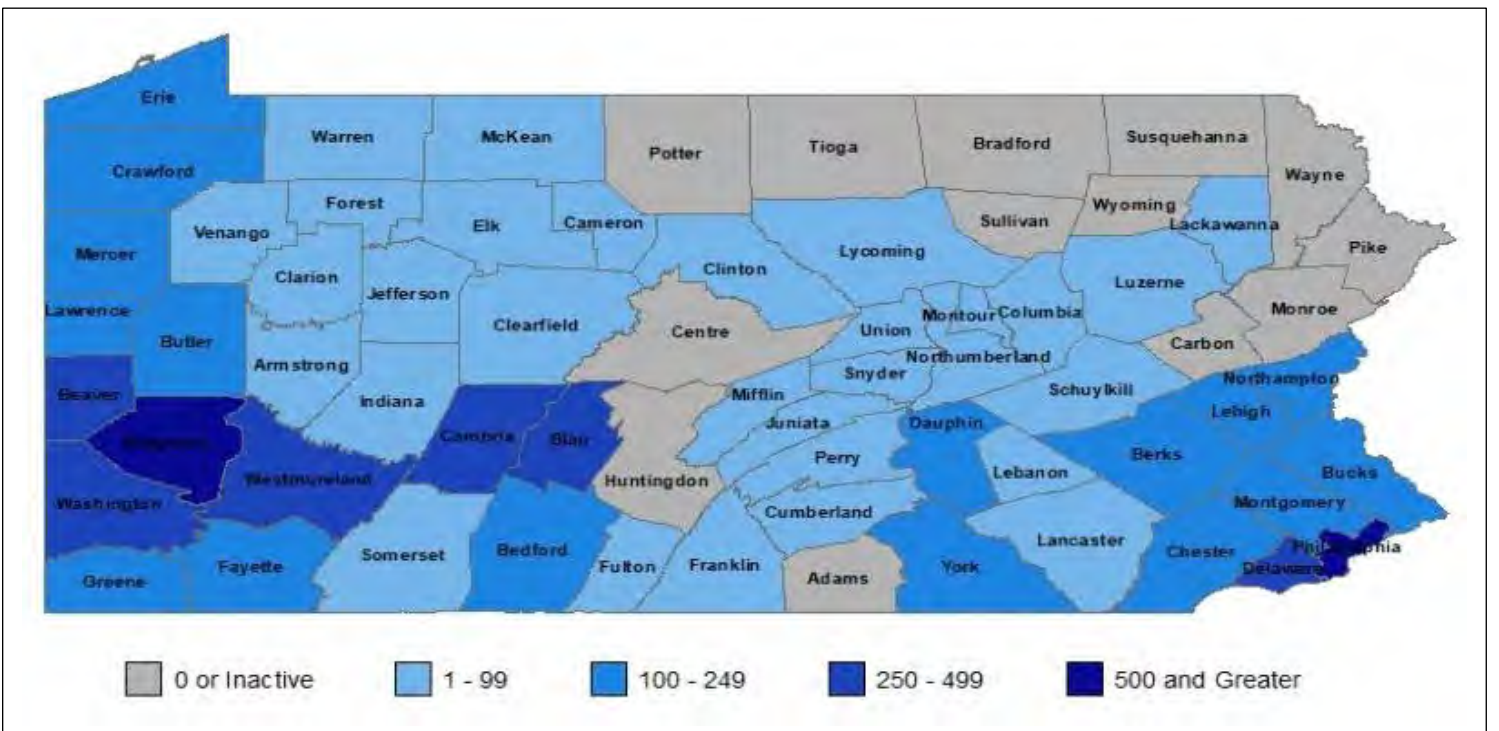 Erie
Warren
McKean
Potter
Tioga
Bradford
Susquehanna
Crawford
Wayne
Forest
Wyoming
Venango
Elk
Cameron
Sullivan
Lackawanna
Mercer
Lycoming
Pike
Clarion
Clinton
Jefferson
Luzerne
Lawrence
Montour
Columbia
Monroe
Clearfield
Centre
Union
Butler
Carbon
Armstrong
Northumberland
Snyder
Northampton
Beaver
Indiana
Mifflin
Schuylkill
Lehigh
Juniata
Dauphin
Cambria
Blair
Perry
Berks
Westmoreland
Huntingdon
Lebanon
Bucks
Washington
Cumberland
Montgomery
Somerset
Bedford
Lancaster
Chester
Philadelphia
Greene
Fayette
Fulton
Franklin
Adams
York
Delaware
0 or Inactive
1 - 99
100 - 249
250 - 499
500 and Greater